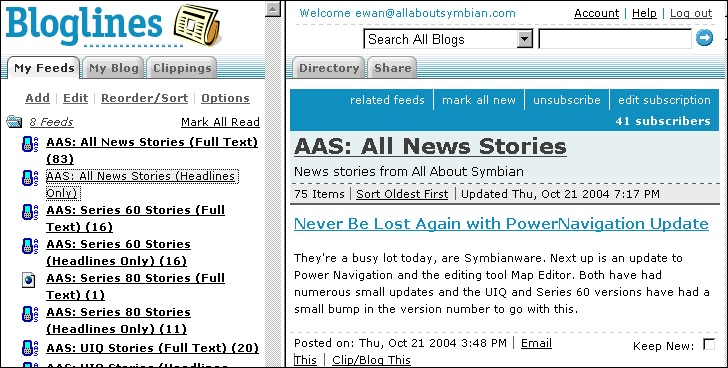 Bloglines
My Feeds
My Blog
Clippings
Add | Edit | Reorder/Sort | Options
8 Feeds
Mark All Read
AAS: All News Stories (Full Text)
(83)
AAS: All News Stories (Headlines
Only)
AAS: Series 60 Stories (Full
Text) (16)
AAS: Series 60 Stories
(Headlines Only) (16)
AAS: Series 80 Stories (Full
Text) (1)
AAS: Series 80 Stories
(Headlines Only) (11)
AAS: UIQ Stories (Full Text) (20)
AAS: UIQ Stories (Headlines
Welcome ewan@allaboutsymbian.com
Account | Help | Log out
Search All Blogs
Directory
Share
related feeds | mark all new | unsubscribe | edit subscription
41 subscribers
AAS: All News Stories
News stories from All About Symbian
75 Items | Sort Oldest First | Updated Thu, Oct 21 2004 7:17 PM
Never Be Lost Again with PowerNavigation Update
They're a busy lot today, are Symbianware. Next up is an update to
Power Navigation and the editing tool Map Editor. Both have had
numerous small updates and the UIQ and Series 60 versions have had a
small bump in the version number to go with this.
Posted on: Thu, Oct 21 2004 3:48 PM | Email
This | Clip/Blog This
Keep New: